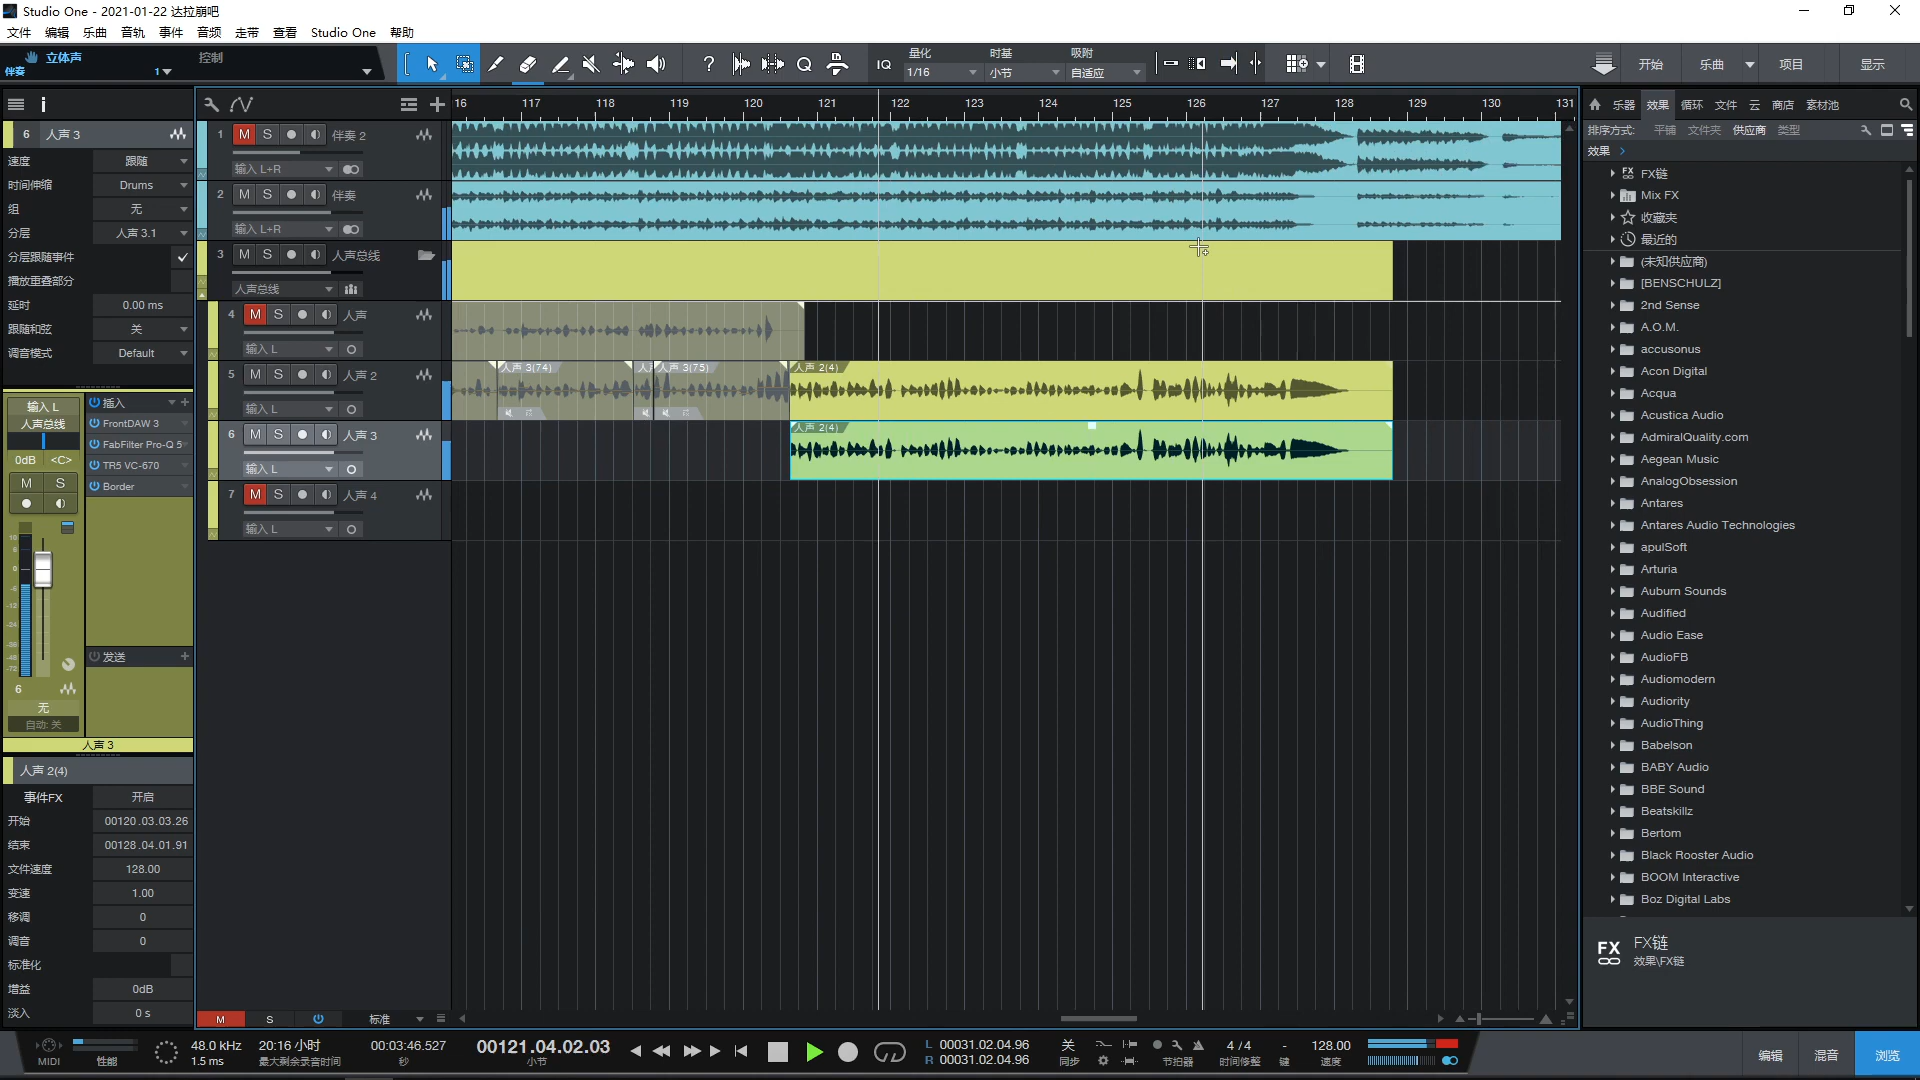 Studio One - 2021-01-22 达拉崩吧
文件 编辑 乐曲 音轨 事件 音频 走带 查看 Studio One 帮助
立体声 控制
伴奏 1
IQ 量化 1/16 时基 小节 吸附 自适应
开始 乐曲 项目 显示
16 117 118 119 120 121 122 123 124 125 126 127 128 129 130 131
6 人声 3
速度 跟随
时间伸缩 Drums
组 无
分层 人声 3.1
分层跟随事件
播放重叠部分
延时 0.00 ms
跟随和弦 关
调音模式 Default
输入 L
人声总线
0dB <C>
M S
插入
FrontDAW 3
FabFilter Pro-Q 5
TR5 VC-670
Border
发送
6
无
自动: 关
人声 3
人声 2(4)
事件FX 开启
开始 00120.03.03.26
结束 00128.04.01.91
文件速度 128.00
变速 1.00
移调 0
调音 0
标准化
增益 0dB
淡入 0 s
1 M S 伴奏 2
输入 L+R
2 M S 伴奏
输入 L+R
3 M S 人声总线
人声总线
4 M S 人声
输入 L
5 M S 人声 2
输入 L
6 M S 人声 3
输入 L
7 M S 人声 4
输入 L
人声 3(74) 人声 3(75) 人声 2(4)
人声 2(4)
M S 标准
乐器 效果 循环 文件 云 商店 素材池
排序方式: 平铺 文件夹 供应商 类型
效果
FX链
Mix FX
收藏夹
最近的
(未知供应商)
[BENSCHULZ]
2nd Sense
A.O.M.
accusonus
Acon Digital
Acqua
Acustica Audio
AdmiralQuality.com
Aegean Music
AnalogObsession
Antares
Antares Audio Technologies
apulSoft
Arturia
Auburn Sounds
Audified
Audio Ease
AudioFB
Audiomodern
Audiority
AudioThing
Babelson
BABY Audio
BBE Sound
Beatskillz
Bertom
Black Rooster Audio
BOOM Interactive
Boz Digital Labs
FX FX链
效果\FX链
MIDI 性能
48.0 kHz
1.5 ms
20:16 小时
最大剩余录音时间
00:03:46.527
秒
00121.04.02.03
小节
L 00031.02.04.96
R 00031.02.04.96
关
同步
节拍器
4 / 4
时间修整
-
键
128.00
速度
编辑 混音 浏览